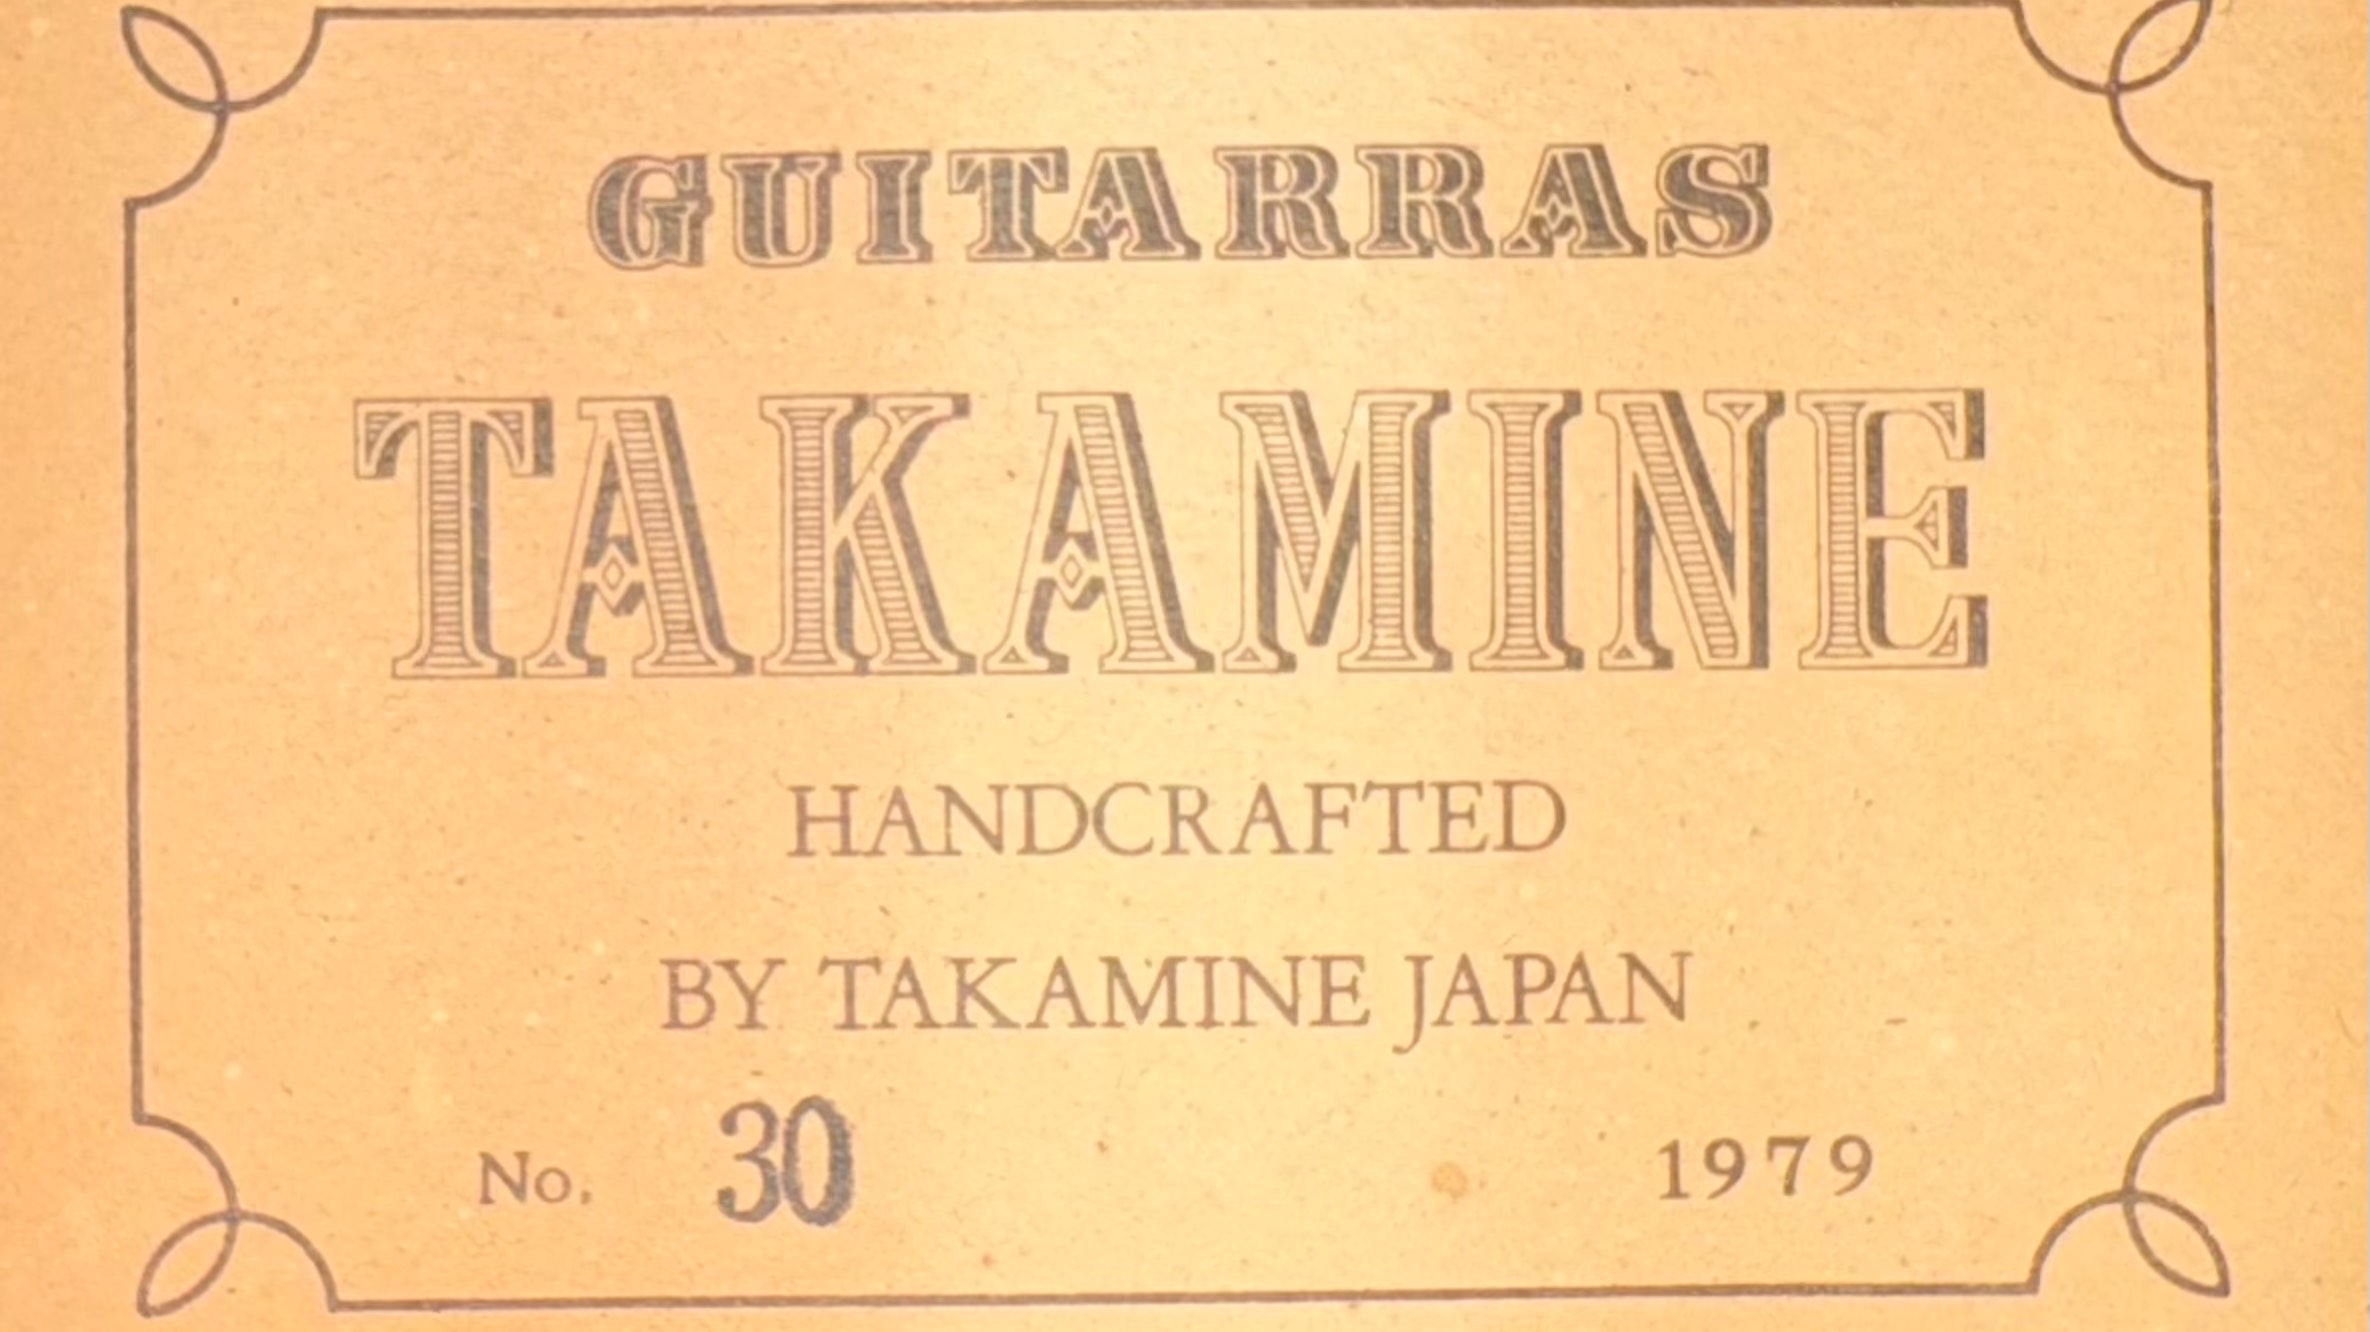 GUITARRAS
TAKAMINE
HANDCRAFTED
BY TAKAMINE JAPAN
No. 30 1979